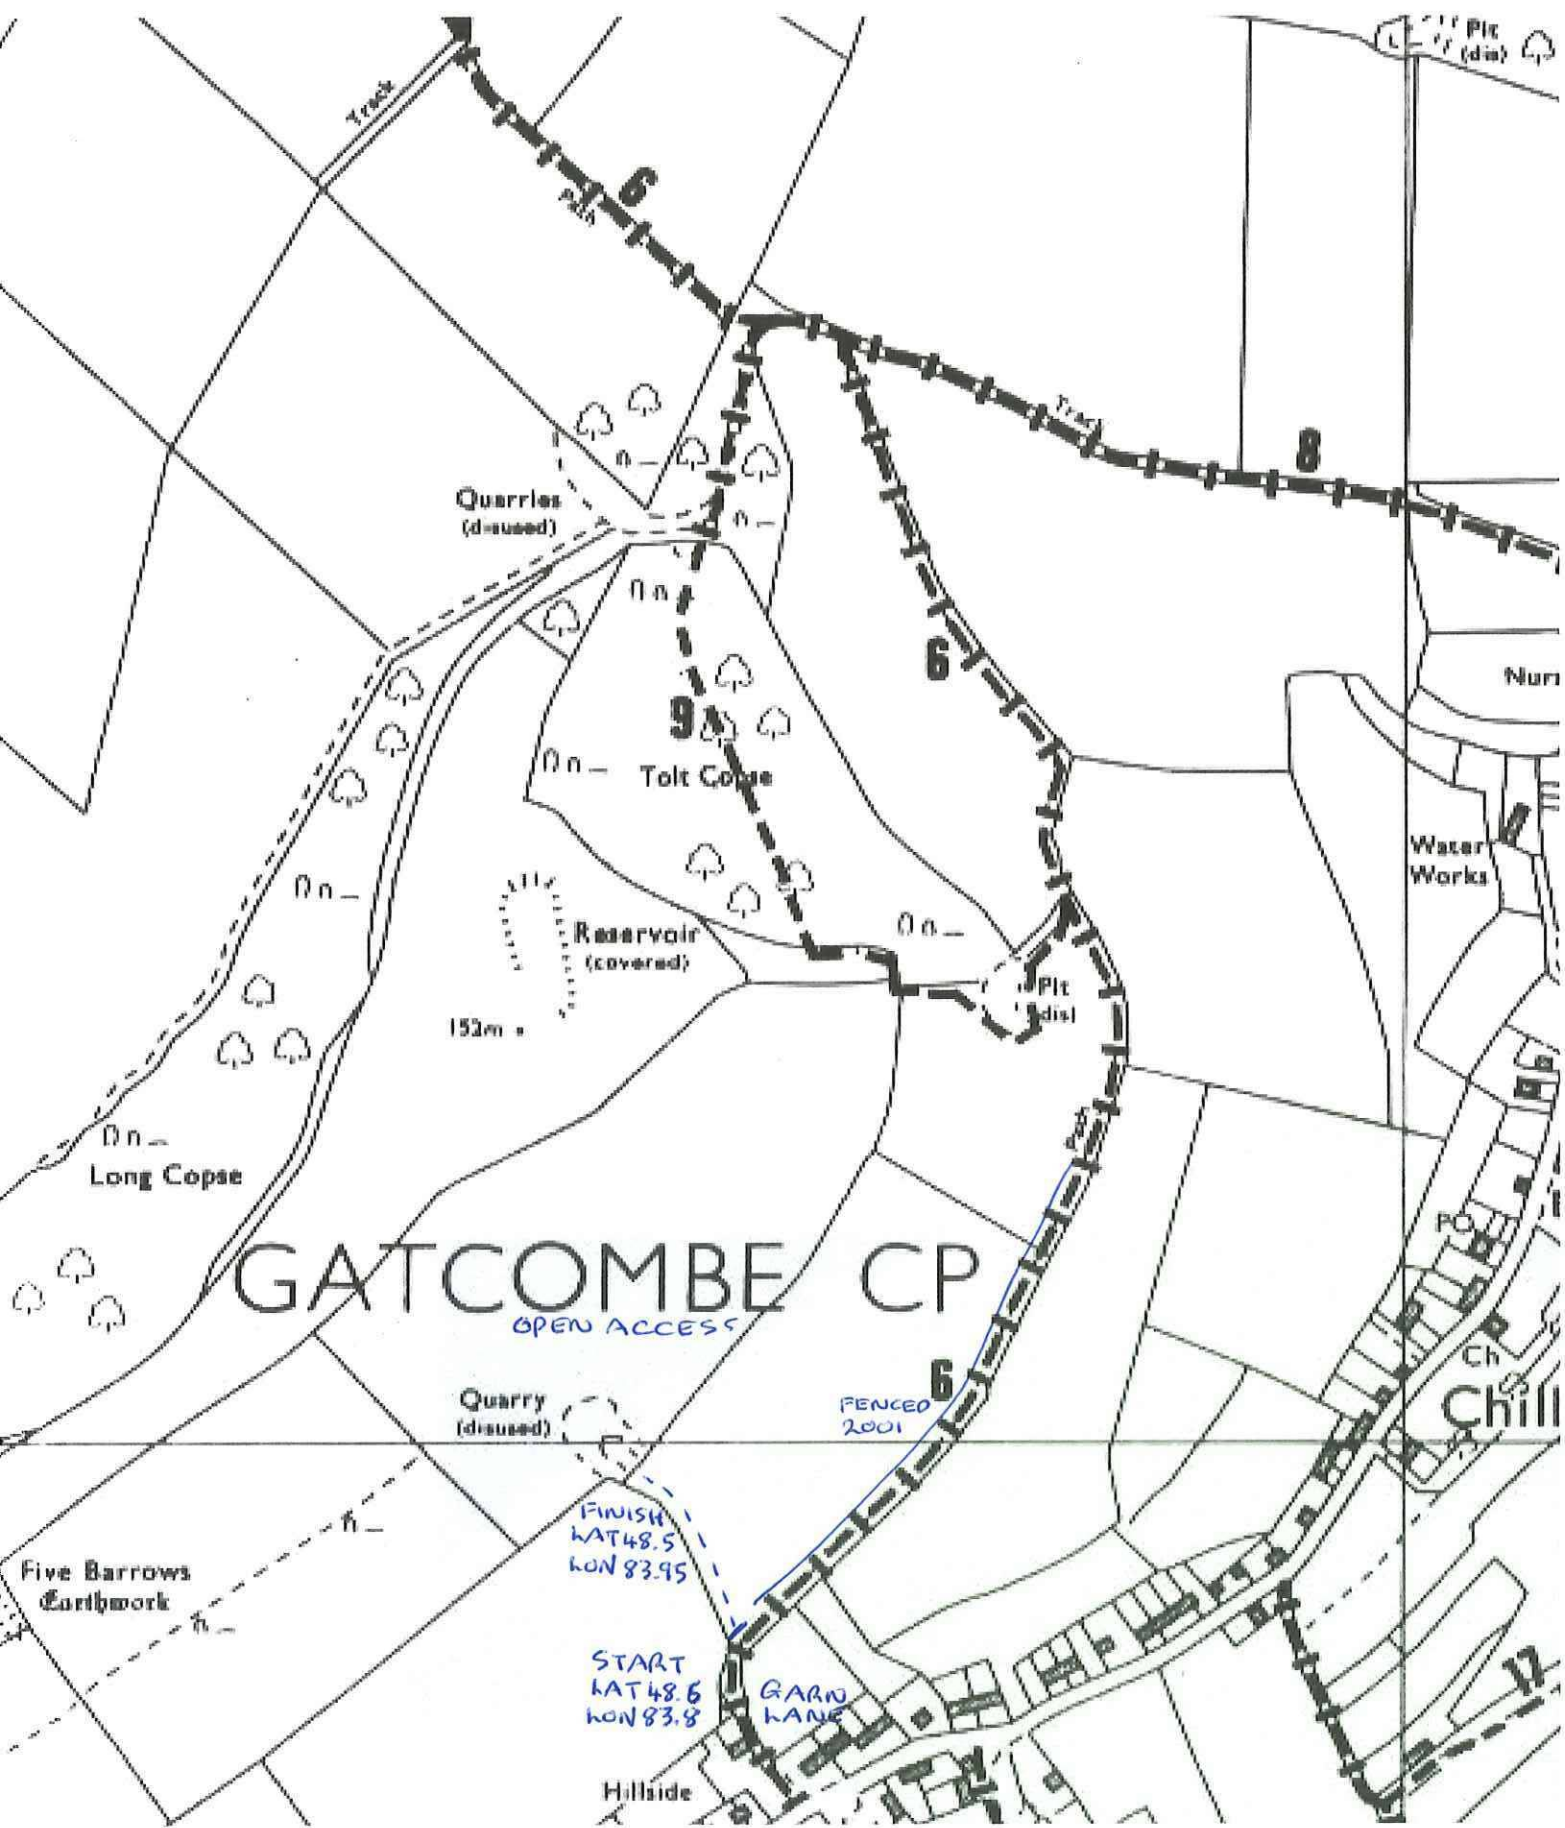 Pit
(dis)
Track
6
Path
Track
8
Quarries
(disused)
6
9
Tolt Copse
Water
Works
Reservoir
(covered)
Pit
(dis)
152m
Path
Long Copse
PO
GATCOMBE CP
OPEN ACCESS
Ch
6
Quarry
(disused)
FENCED
2001
Chill
FINISH
LAT 48.5
LON 83.95
Five Barrows
Earthwork
START
LAT 48.6
LON 83.8
GARN
LANE
17
Hillside